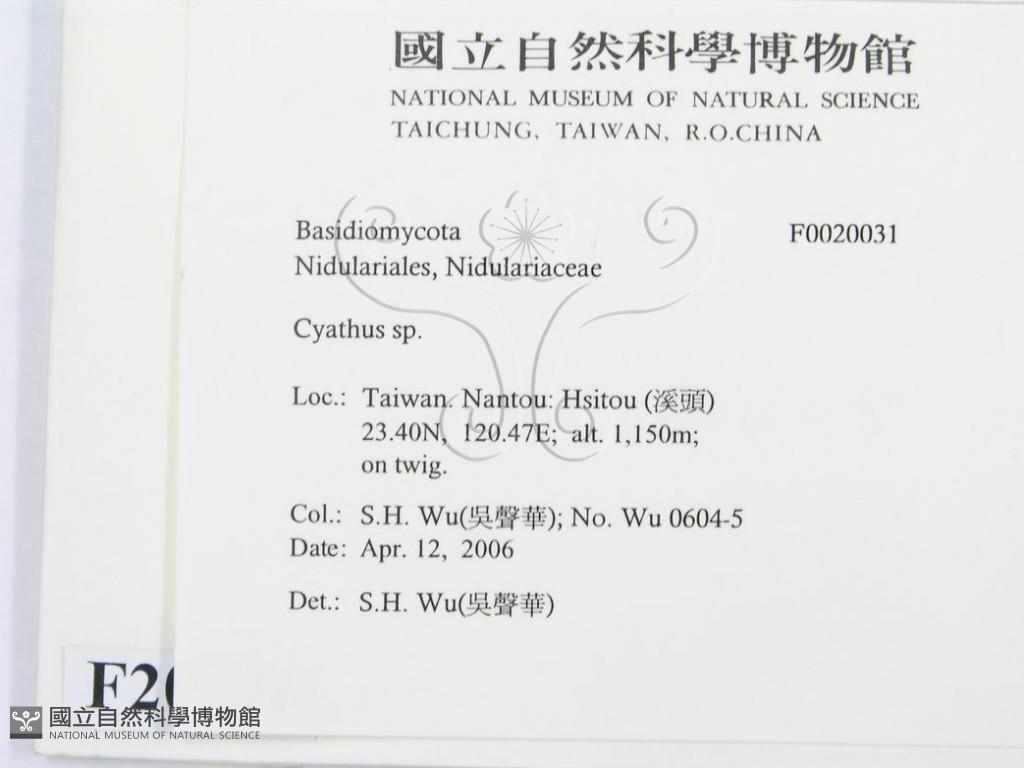 國立自然科學博物館
NATIONAL MUSEUM OF NATURAL SCIENCE
TAICHUNG, TAIWAN, R.O.CHINA
Basidiomycota F0020031
Nidulariales, Nidulariaceae
Cyathus sp.
Loc.: Taiwan. Nantou: Hsitou (溪頭)
23.40N, 120.47E; alt. 1,150m;
on twig.
Col.: S.H. Wu(吳聲華); No. Wu 0604-5
Date: Apr. 12, 2006
Det.: S.H. Wu(吳聲華)
F20
國立自然科學博物館
NATIONAL MUSEUM OF NATURAL SCIENCE